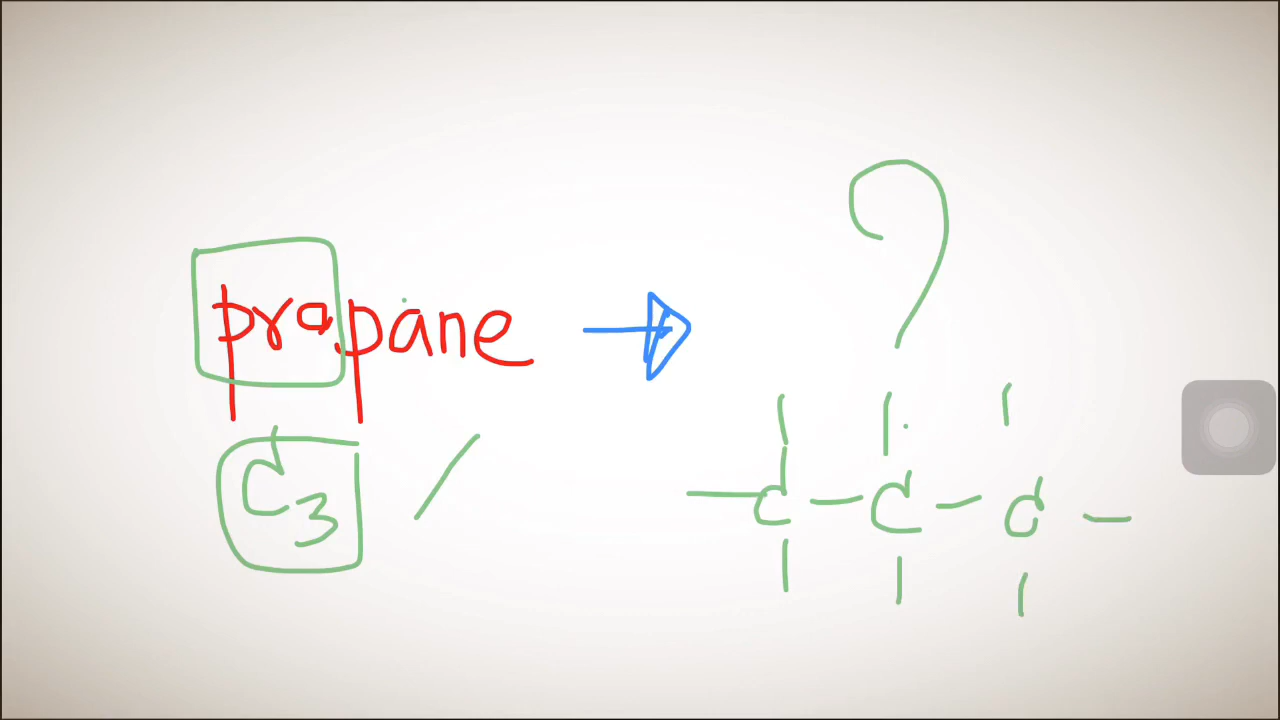 propane → ?
C3 /
— C — C — C —